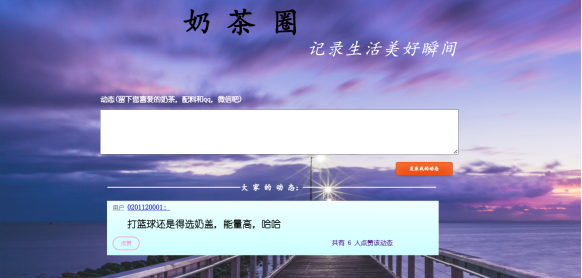 奶茶圈
记录生活美好瞬间
动态(留下您喜爱的奶茶，配料和qq，微信吧)
发表我的动态
大家的动态:
用户 0201120001:
打篮球还是得选奶盖，能量高，哈哈
点赞 共有 6 人点赞该动态